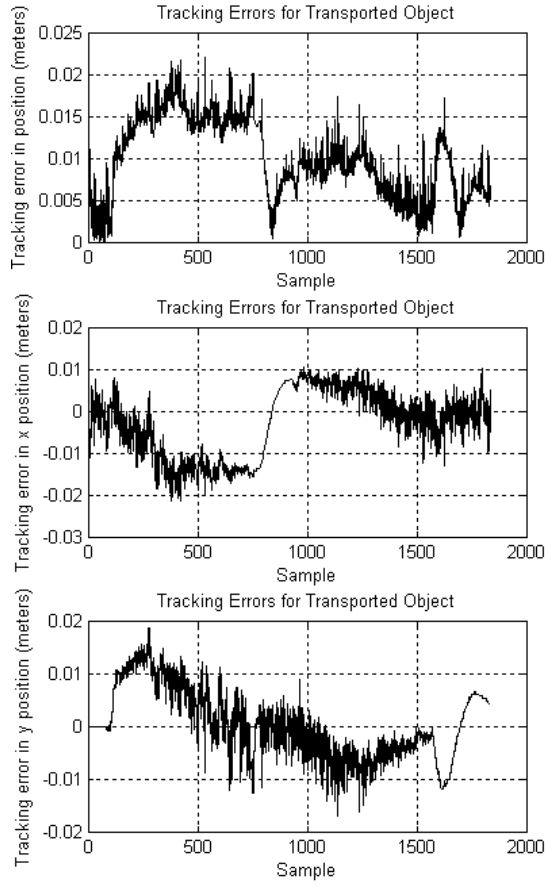 Tracking Errors for Transported Object
Tracking error in position (meters)
0.025
0.02
0.015
0.01
0.005
0
0 500 1000 1500 2000
Sample
Tracking Errors for Transported Object
Tracking error in x position (meters)
0.02
0.01
0
-0.01
-0.02
-0.03
0 500 1000 1500 2000
Sample
Tracking Errors for Transported Object
Tracking error in y position (meters)
0.02
0.01
0
-0.01
-0.02
0 500 1000 1500 2000
Sample